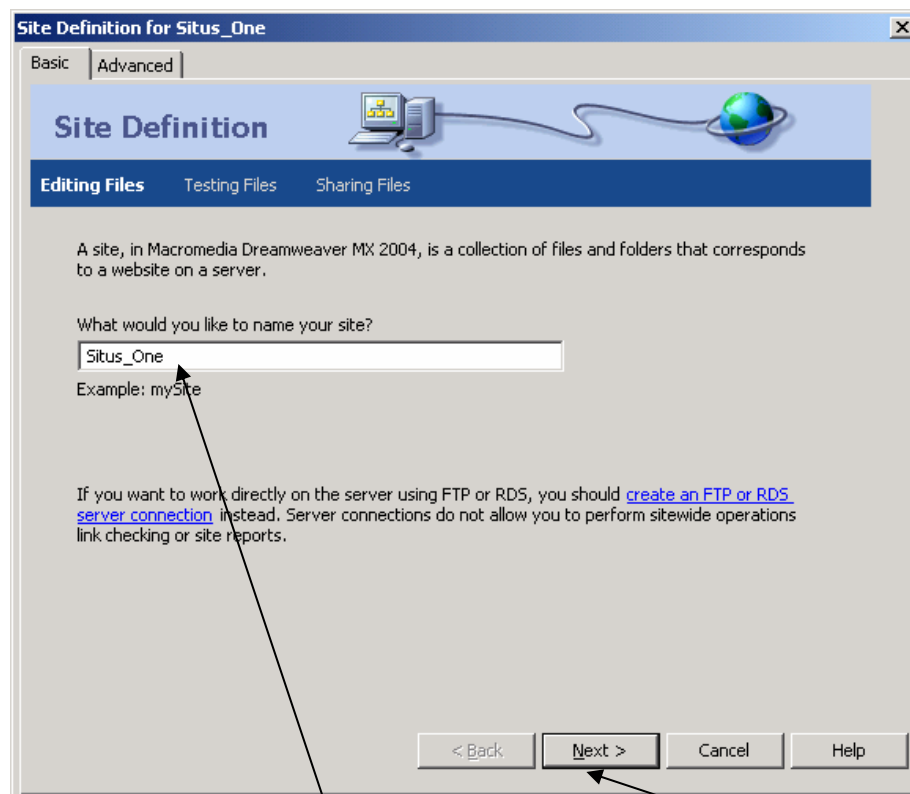 Site Definition for Situs_One
Basic Advanced
Site Definition
Editing Files Testing Files Sharing Files
A site, in Macromedia Dreamweaver MX 2004, is a collection of files and folders that corresponds
to a website on a server.
What would you like to name your site?
Situs_One
Example: mySite
If you want to work directly on the server using FTP or RDS, you should create an FTP or RDS
server connection instead. Server connections do not allow you to perform sitewide operations
link checking or site reports.
< Back Next > Cancel Help